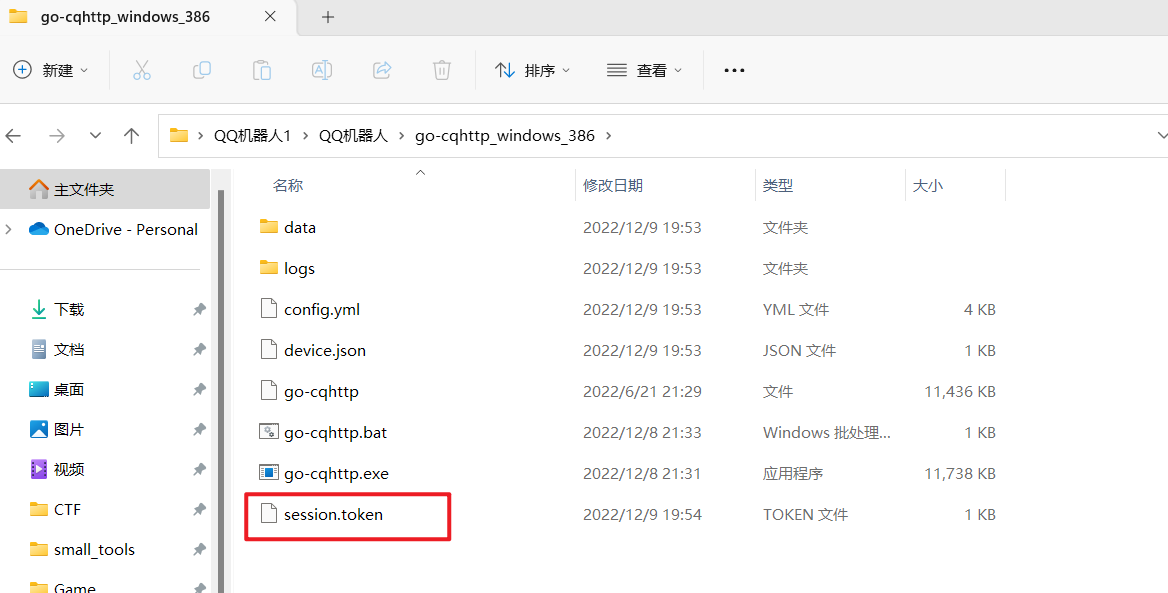 go-cqhttp_windows_386
新建
排序
查看
QQ机器人1 > QQ机器人 > go-cqhttp_windows_386 >
主文件夹
OneDrive - Personal
下载
文档
桌面
图片
视频
CTF
small_tools
Game
名称 修改日期 类型 大小
data 2022/12/9 19:53 文件夹
logs 2022/12/9 19:53 文件夹
config.yml 2022/12/9 19:53 YML 文件 4 KB
device.json 2022/12/9 19:53 JSON 文件 1 KB
go-cqhttp 2022/6/21 21:29 文件 11,436 KB
go-cqhttp.bat 2022/12/8 21:33 Windows 批处理... 1 KB
go-cqhttp.exe 2022/12/8 21:31 应用程序 11,738 KB
session.token 2022/12/9 19:54 TOKEN 文件 1 KB